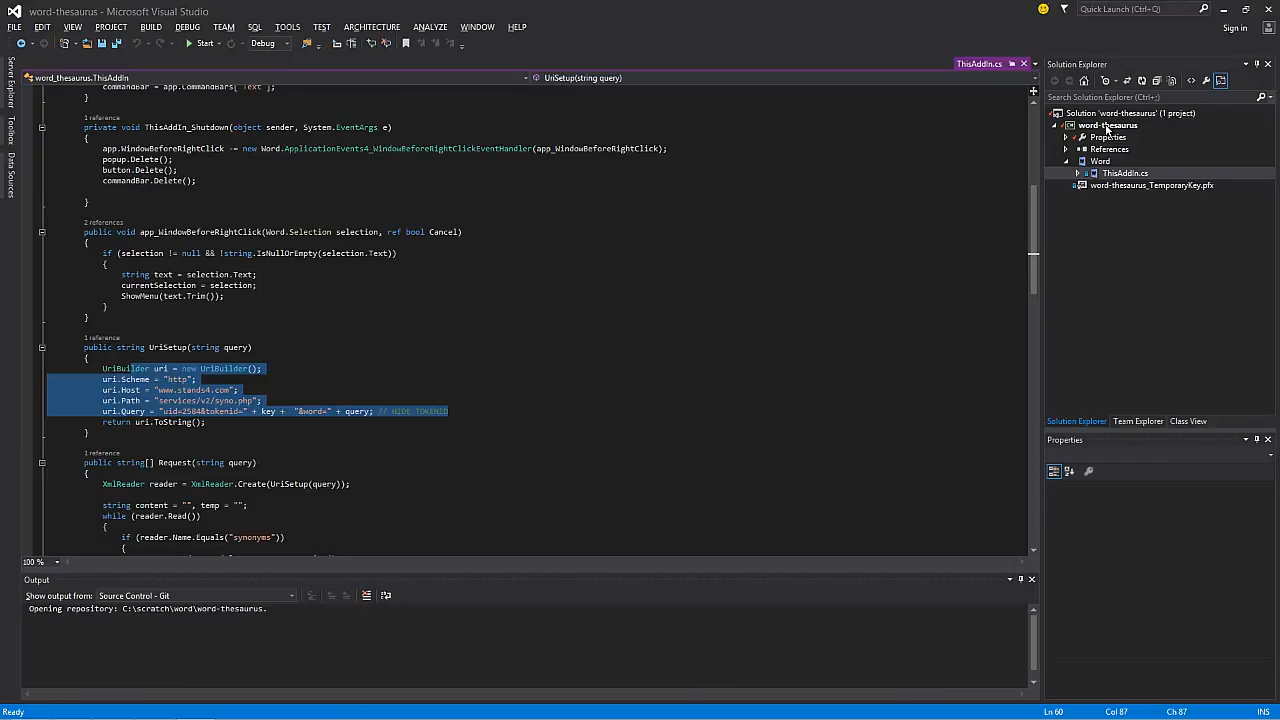 word-thesaurus - Microsoft Visual Studio
Quick Launch (Ctrl+Q)
FILE EDIT VIEW PROJECT BUILD DEBUG TEAM SQL TOOLS TEST ARCHITECTURE ANALYZE WINDOW HELP
Sign in
Start Debug
Server Explorer
Toolbox
Data Sources
ThisAddIn.cs
word_thesaurus.ThisAddIn
UriSetup(string query)
commandBar = app.CommandBars["Text"];
}
1 reference
private void ThisAddIn_Shutdown(object sender, System.EventArgs e)
{
app.WindowBeforeRightClick -= new Word.ApplicationEvents4_WindowBeforeRightClickEventHandler(app_WindowBeforeRightClick);
popup.Delete();
button.Delete();
commandBar.Delete();
}
2 references
public void app_WindowBeforeRightClick(Word.Selection selection, ref bool Cancel)
{
if (selection != null && !string.IsNullOrEmpty(selection.Text))
{
string text = selection.Text;
currentSelection = selection;
ShowMenu(text.Trim());
}
}
1 reference
public string UriSetup(string query)
{
UriBuilder uri = new UriBuilder();
uri.Scheme = "http";
uri.Host = "www.stands4.com";
uri.Path = "services/v2/syno.php";
uri.Query = "uid=2584&tokenid=" + key + "&word=" + query; // HIDE TOKENID
return uri.ToString();
}
1 reference
public string[] Request(string query)
{
XmlReader reader = XmlReader.Create(UriSetup(query));
string content = "", temp = "";
while (reader.Read())
{
if (reader.Name.Equals("synonyms"))
{
100 %
Output
Show output from: Source Control - Git
Opening repository: C:\scratch\word\word-thesaurus.
Solution Explorer
Search Solution Explorer (Ctrl+;)
Solution 'word-thesaurus' (1 project)
word-thesaurus
Properties
References
Word
ThisAddIn.cs
word-thesaurus_TemporaryKey.pfx
Solution Explorer Team Explorer Class View
Properties
Ready
Ln 60 Col 87 Ch 87 INS